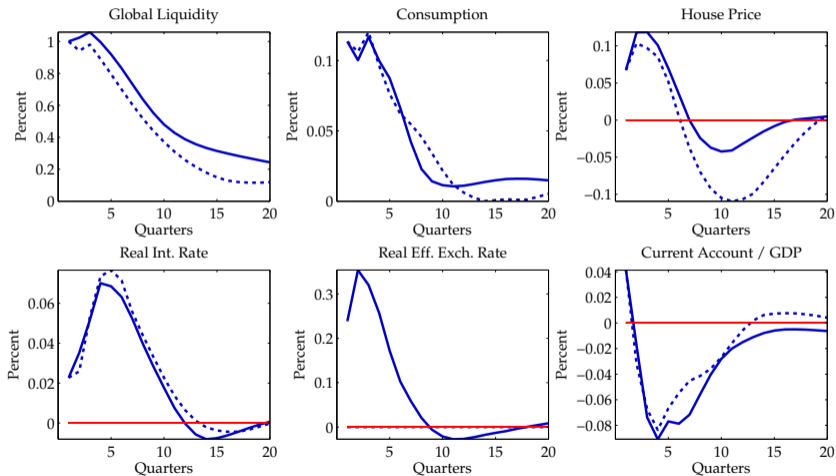 Global Liquidity
Consumption
House Price
Percent
1
0.8
0.6
0.4
0.2
0
5
10
15
20
Quarters
Percent
0.1
0.05
0
5
10
15
20
Quarters
Percent
0.1
0.05
0
−0.05
−0.1
5
10
15
20
Quarters
Real Int. Rate
Real Eff. Exch. Rate
Current Account / GDP
Percent
0.06
0.04
0.02
0
5
10
15
20
Quarters
Percent
0.3
0.2
0.1
0
5
10
15
20
Quarters
Percent
0.04
0.02
0
−0.02
−0.04
−0.06
−0.08
5
10
15
20
Quarters